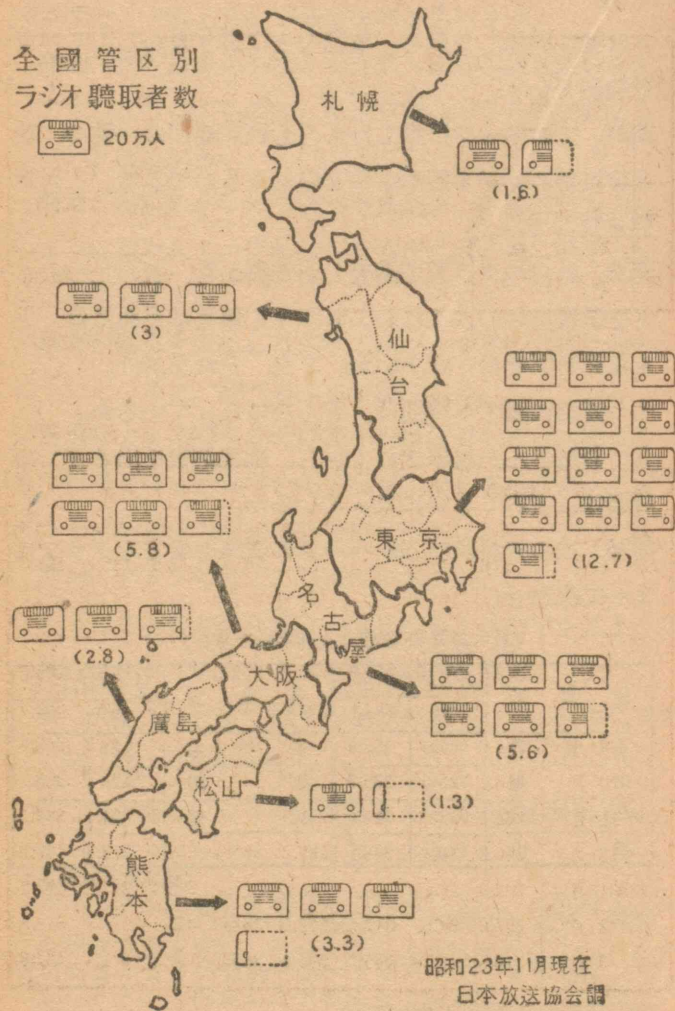 全國管区別
ラジオ聽取者数
20万人
札幌
(1.6)
(3)
仙台
(12.7)
東京
(5.8)
名古屋
(2.8)
大阪
(5.6)
廣島
松山
(1.3)
熊本
(3.3)
昭和23年11月現在
日本放送協会調